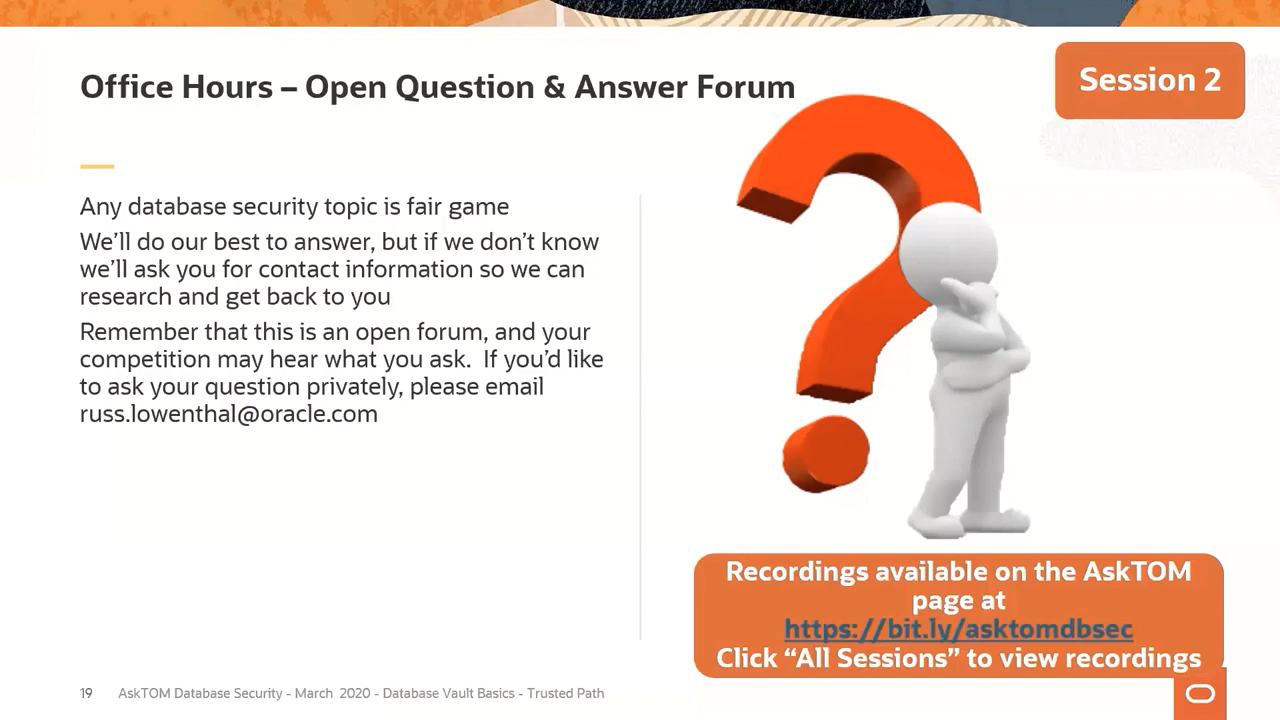 Office Hours – Open Question & Answer Forum
Session 2
Any database security topic is fair game
We’ll do our best to answer, but if we don’t know
we’ll ask you for contact information so we can
research and get back to you
Remember that this is an open forum, and your
competition may hear what you ask.  If you’d like
to ask your question privately, please email
russ.lowenthal@oracle.com
Recordings available on the AskTOM
page at
https://bit.ly/asktomdbsec
Click “All Sessions” to view recordings
19 AskTOM Database Security - March  2020 - Database Vault Basics - Trusted Path